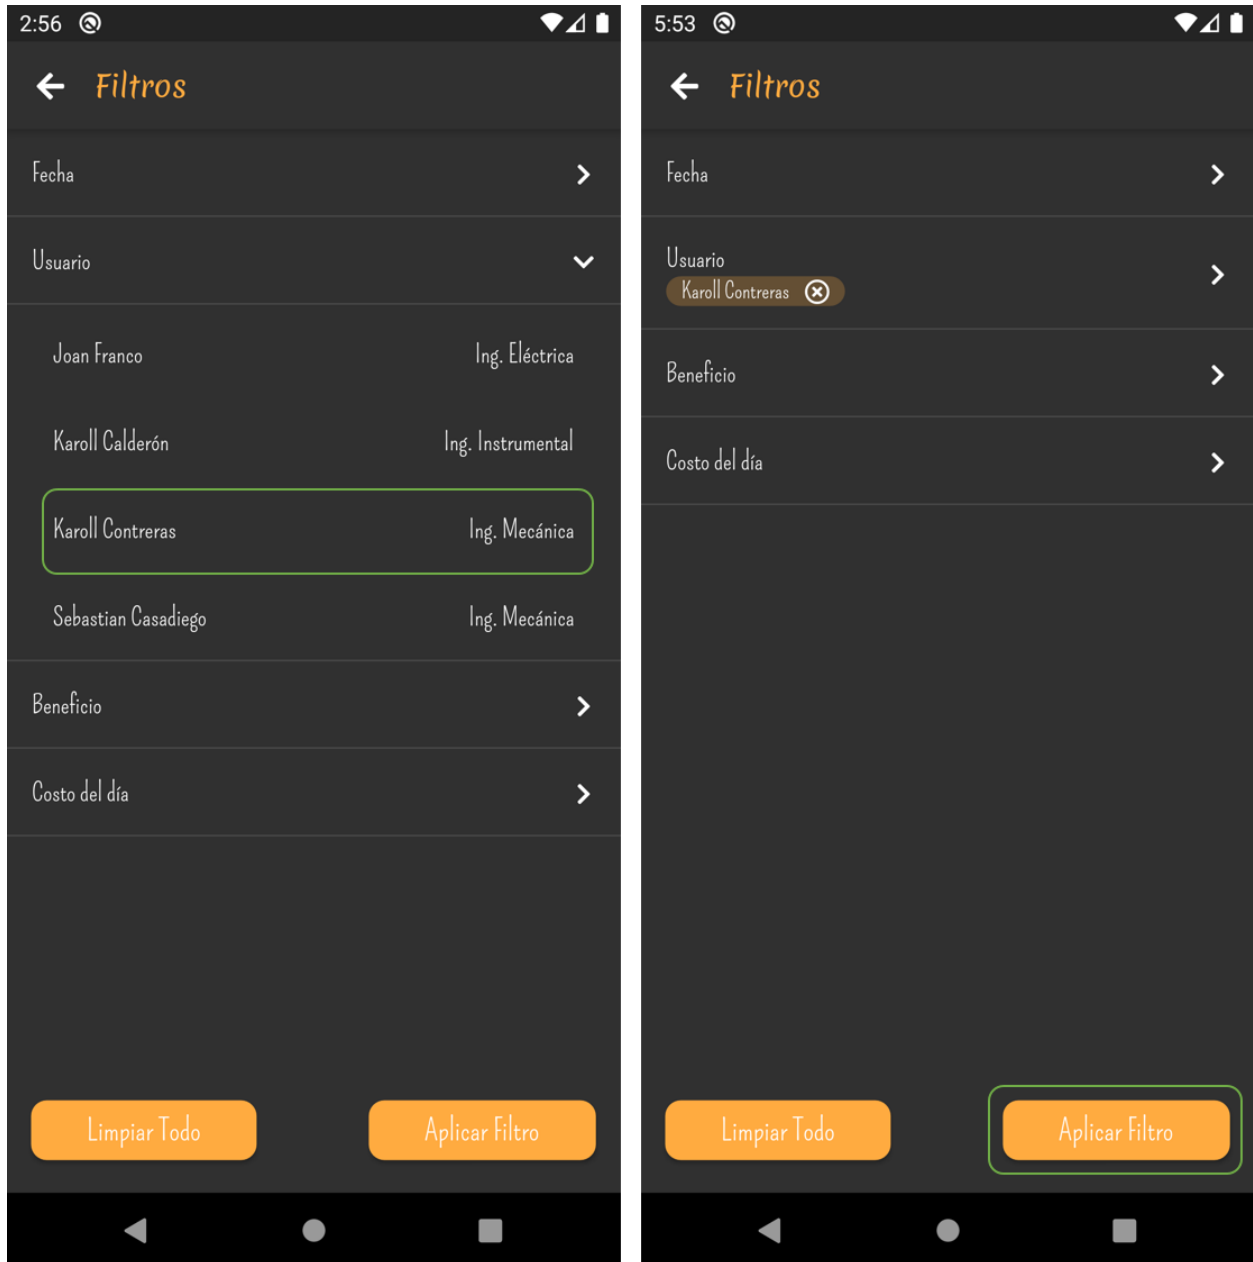 2:56
Filtros
Fecha
Usuario
Joan Franco Ing. Eléctrica
Karoll Calderón Ing. Instrumental
Karoll Contreras Ing. Mecánica
Sebastian Casadiego Ing. Mecánica
Beneficio
Costo del día
Limpiar Todo Aplicar Filtro
5:53
Filtros
Fecha
Usuario
Karoll Contreras
Beneficio
Costo del día
Limpiar Todo Aplicar Filtro